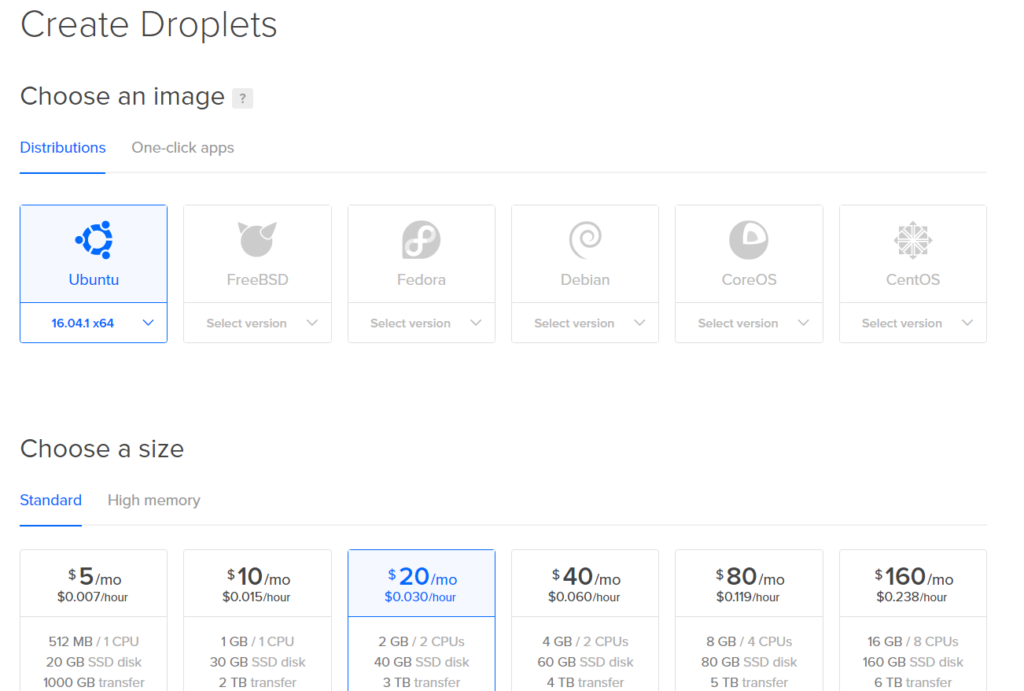 Create Droplets
Choose an image ?
Distributions One-click apps
Ubuntu FreeBSD Fedora Debian CoreOS CentOS
16.04.1 x64 Select version Select version Select version Select version Select version
Choose a size
Standard High memory
$5/mo $10/mo $20/mo $40/mo $80/mo $160/mo
$0.007/hour $0.015/hour $0.030/hour $0.060/hour $0.119/hour $0.238/hour
512 MB / 1 CPU 1 GB / 1 CPU 2 GB / 2 CPUs 4 GB / 2 CPUs 8 GB / 4 CPUs 16 GB / 8 CPUs
20 GB SSD disk 30 GB SSD disk 40 GB SSD disk 60 GB SSD disk 80 GB SSD disk 160 GB SSD disk
1000 GB transfer 2 TB transfer 3 TB transfer 4 TB transfer 5 TB transfer 6 TB transfer